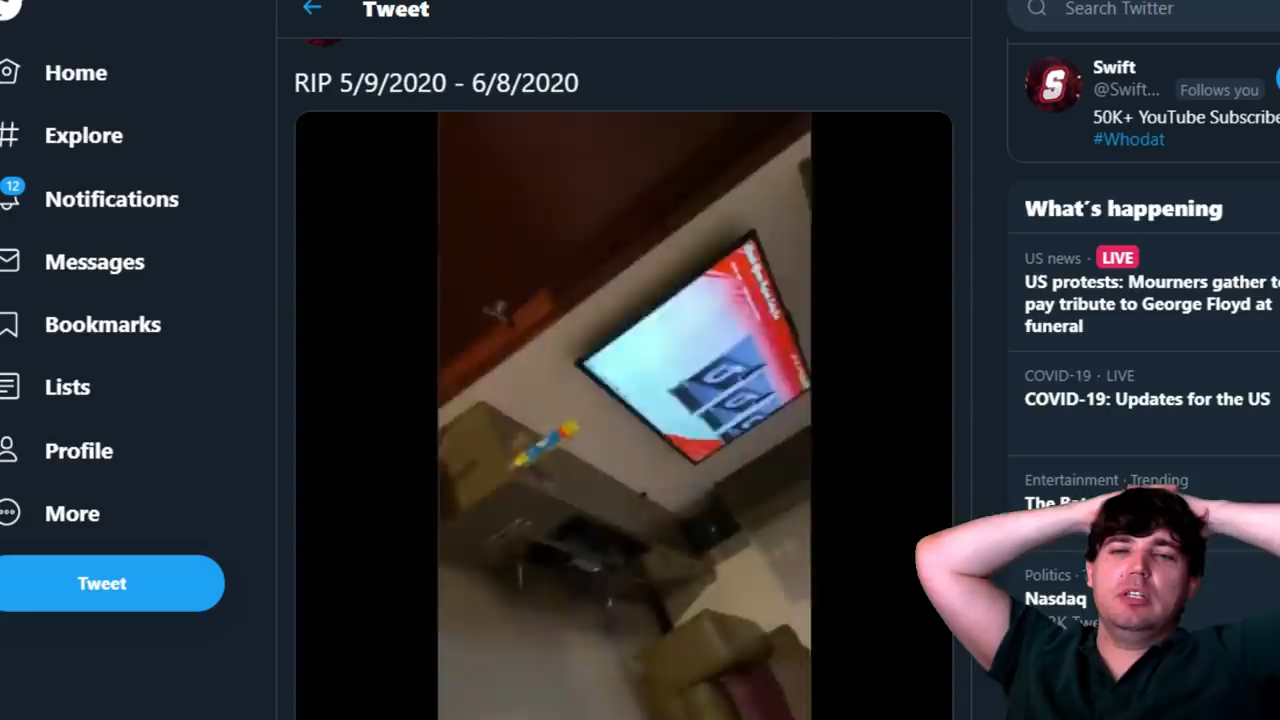 Tweet
Search Twitter
Home
Explore
12
Notifications
Messages
Bookmarks
Lists
Profile
More
Tweet
RIP 5/9/2020 - 6/8/2020
Swift
@Swift... Follows you
50K+ YouTube Subscribe
#Whodat
What's happening
US news · LIVE
US protests: Mourners gather to
pay tribute to George Floyd at
funeral
COVID-19 · LIVE
COVID-19: Updates for the US
Entertainment · Trending
The
Politics ·
Nasdaq